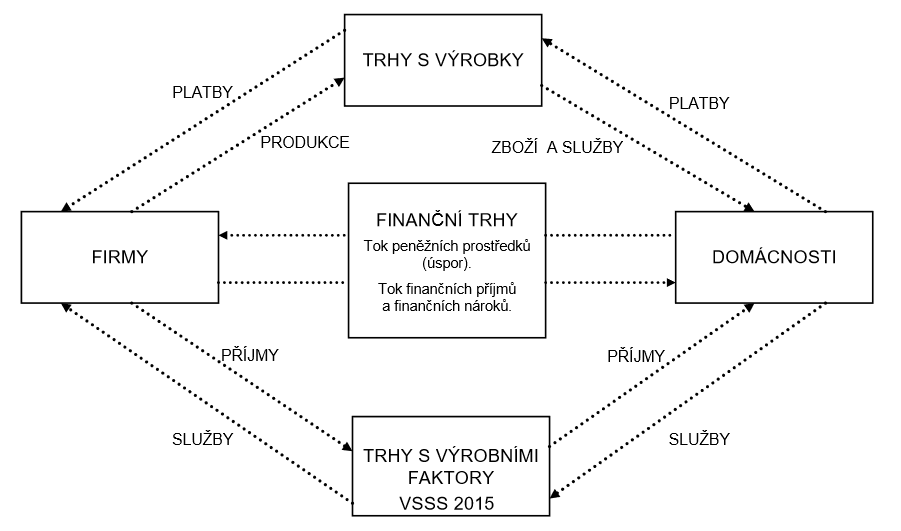 TRHY S VÝROBKY
PLATBY
PLATBY
PRODUKCE
ZBOŽÍ A SLUŽBY
FIRMY
FINANČNÍ TRHY
Tok peněžních prostředků
(úspor).
Tok finančních příjmů
a finančních nároků.
DOMÁCNOSTI
PŘÍJMY
PŘÍJMY
SLUŽBY
SLUŽBY
TRHY S VÝROBNÍMI
FAKTORY
VSSS 2015